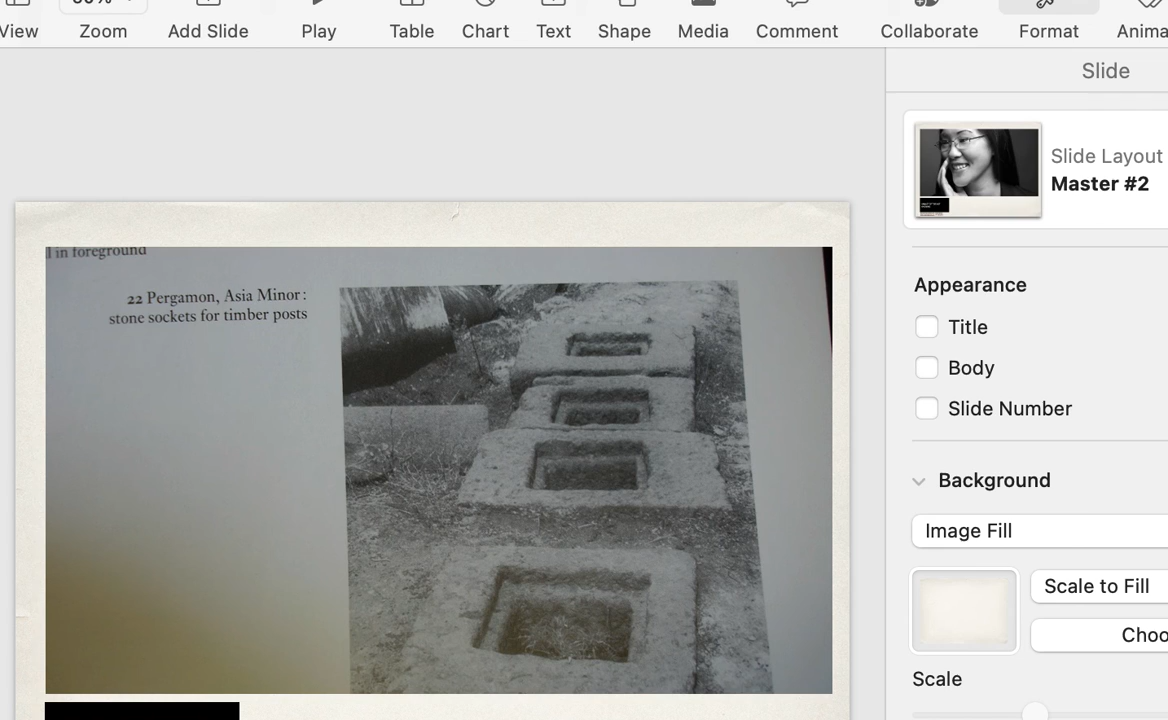 View
Zoom
Add Slide
Play
Table
Chart
Text
Shape
Media
Comment
Collaborate
Format
Slide
Slide Layout
Master #2
in foreground
22 Pergamon, Asia Minor:
stone sockets for timber posts
Appearance
Title
Body
Slide Number
Background
Image Fill
Scale to Fill
Scale